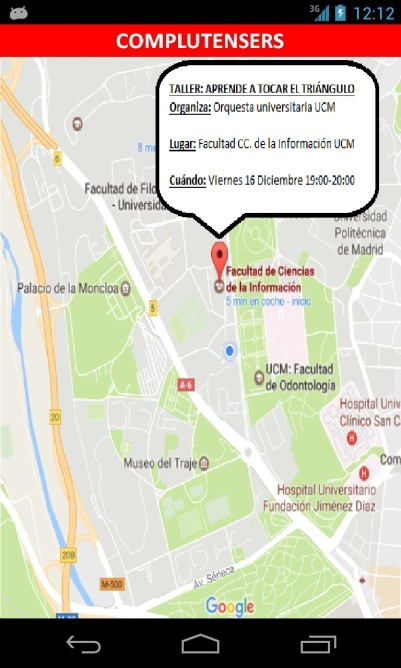 3G 12:12
COMPLUTENSERS
TALLER: APRENDE A TOCAR EL TRIÁNGULO
Organiza: Orquesta universitaria UCM
Lugar: Facultad CC. de la Información UCM
Cuándo: Viernes 16 Diciembre 19:00-20:00
8 m
6
Facultad de Filo
- Universida
Universidad
Politécnica
de Madrid
Facultad de Ciencias
de la Información
5 min en coche - inicio
Palacio de la Moncloa
5
UCM: Facultad
de Odontología
A-6
Hospital Univ
Clínico San C
20
Museo del Traje
Com
Hospital Universitario
Fundación Jiménez Díaz
20B
M-500
Av. Séneca
Google